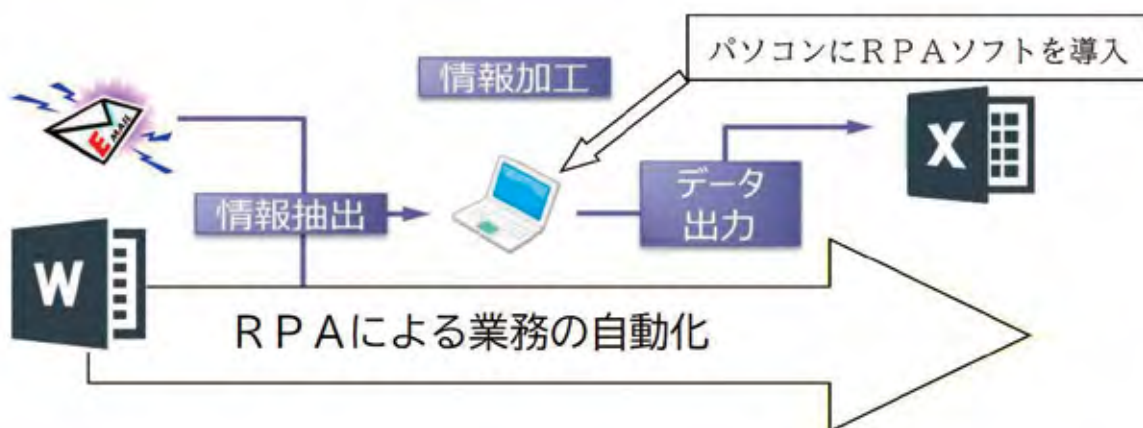 パソコンにRPAソフトを導入
情報加工
E MAIL
X
情報抽出
データ
出力
W
RPAによる業務の自動化